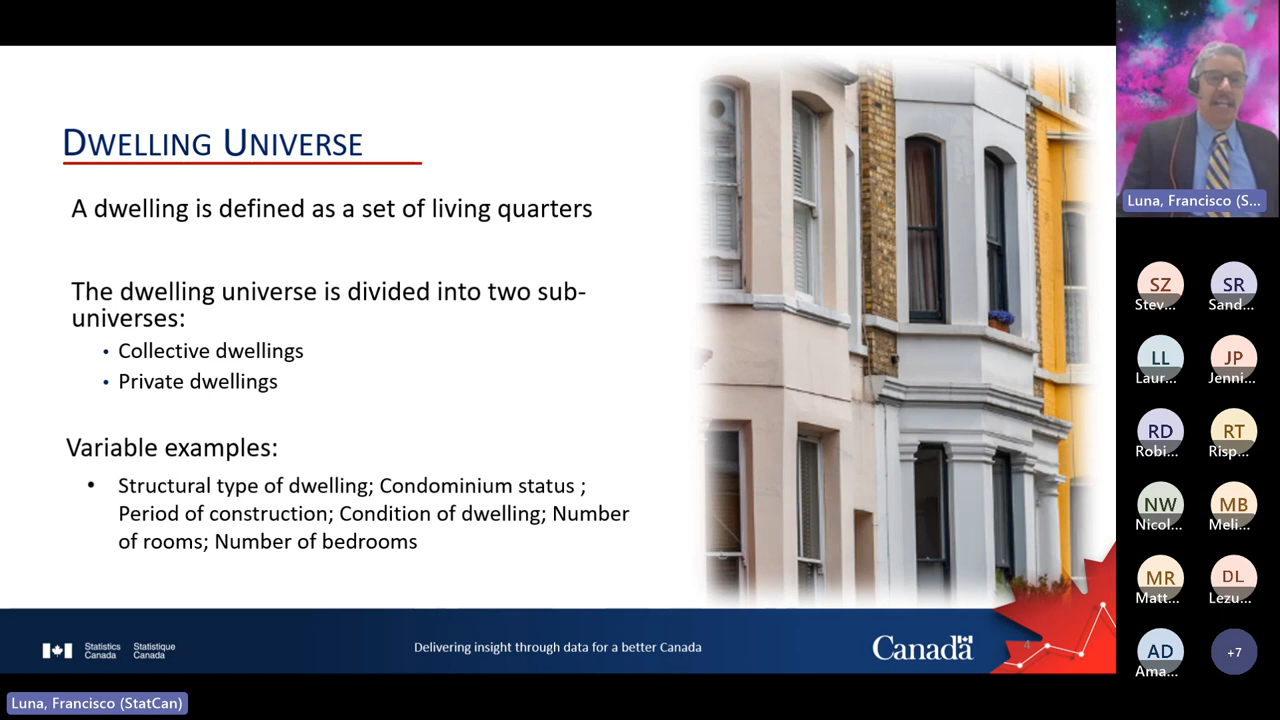 DWELLING UNIVERSE
A dwelling is defined as a set of living quarters
The dwelling universe is divided into two sub-
universes:
• Collective dwellings
• Private dwellings
Variable examples:
• Structural type of dwelling; Condominium status ;
Period of construction; Condition of dwelling; Number
of rooms; Number of bedrooms
Statistics Canada
Statistique Canada
Delivering insight through data for a better Canada
Canada
4
Luna, Francisco (StatCan)
Luna, Francisco (S...
SZ
Stev...
SR
Sand...
LL
Laur...
JP
Jenni...
RD
Robi...
RT
Risp...
NW
Nicol...
MB
Meli...
MR
Matt...
DL
Lezu...
AD
Ama...
+7